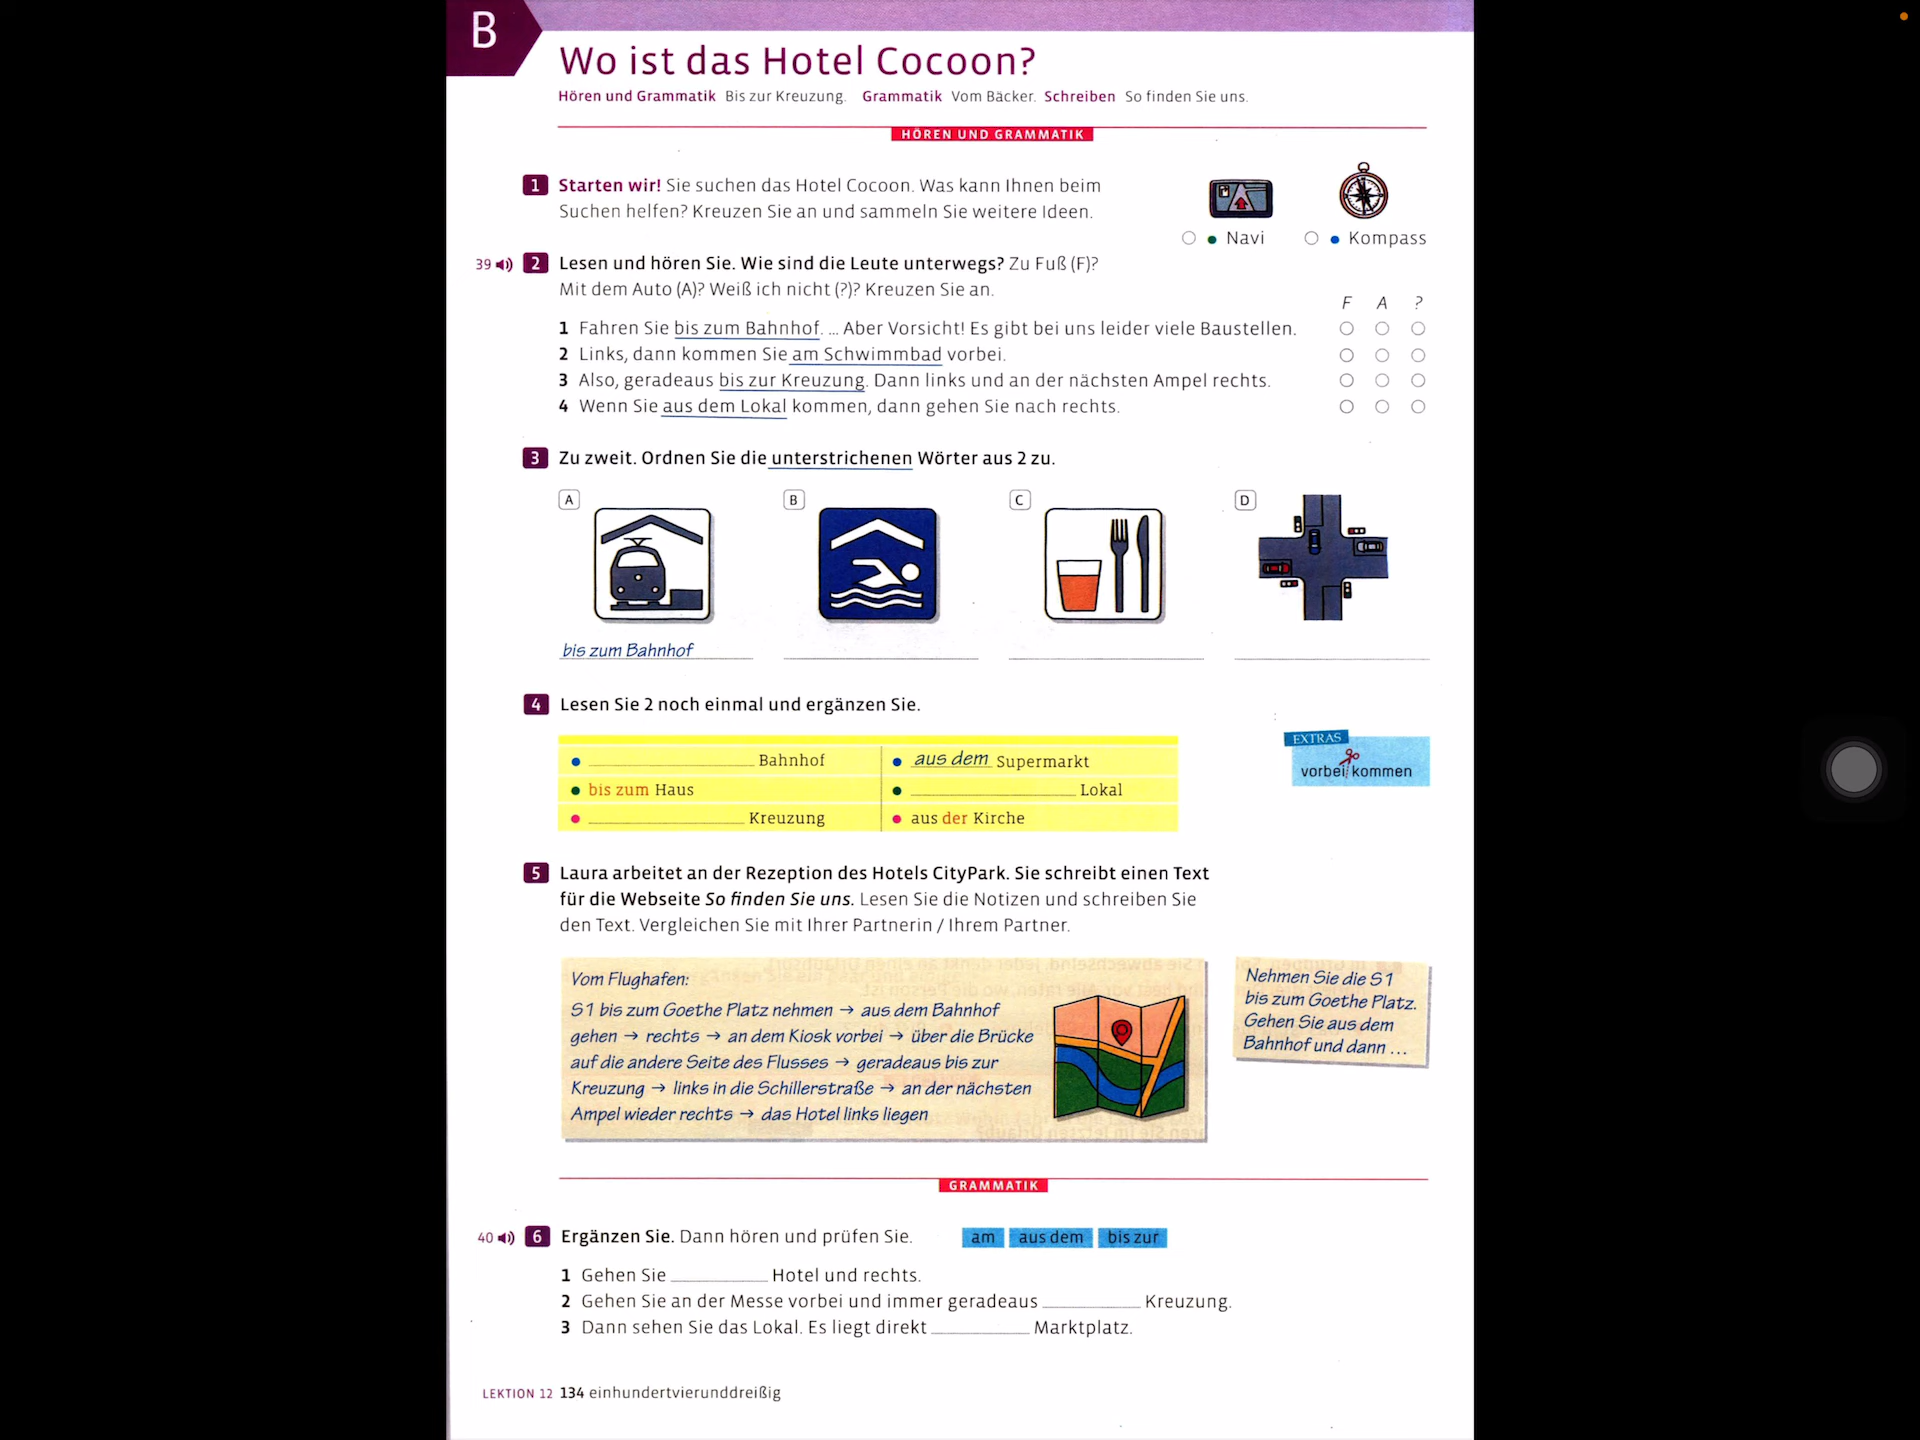 B
Wo ist das Hotel Cocoon?
Hören und Grammatik Bis zur Kreuzung. Grammatik Vom Bäcker. Schreiben So finden Sie uns.
HÖREN UND GRAMMATIK
1 Starten wir! Sie suchen das Hotel Cocoon. Was kann Ihnen beim
Suchen helfen? Kreuzen Sie an und sammeln Sie weitere Ideen.
Navi
Kompass
39 2 Lesen und hören Sie. Wie sind die Leute unterwegs? Zu Fuß (F)?
Mit dem Auto (A)? Weiß ich nicht (?)? Kreuzen Sie an.
F A ?
1 Fahren Sie bis zum Bahnhof. ... Aber Vorsicht! Es gibt bei uns leider viele Baustellen.
2 Links, dann kommen Sie am Schwimmbad vorbei.
3 Also, geradeaus bis zur Kreuzung. Dann links und an der nächsten Ampel rechts.
4 Wenn Sie aus dem Lokal kommen, dann gehen Sie nach rechts.
3 Zu zweit. Ordnen Sie die unterstrichenen Wörter aus 2 zu.
A B C D
bis zum Bahnhof
4 Lesen Sie 2 noch einmal und ergänzen Sie.
Bahnhof
bis zum Haus
Kreuzung
aus dem Supermarkt
Lokal
aus der Kirche
EXTRAS
vorbei kommen
5 Laura arbeitet an der Rezeption des Hotels CityPark. Sie schreibt einen Text
für die Webseite So finden Sie uns. Lesen Sie die Notizen und schreiben Sie
den Text. Vergleichen Sie mit Ihrer Partnerin / Ihrem Partner.
Vom Flughafen:
S1 bis zum Goethe Platz nehmen → aus dem Bahnhof
gehen → rechts → an dem Kiosk vorbei → über die Brücke
auf die andere Seite des Flusses → geradeaus bis zur
Kreuzung → links in die Schillerstraße → an der nächsten
Ampel wieder rechts → das Hotel links liegen
Nehmen Sie die S1
bis zum Goethe Platz.
Gehen Sie aus dem
Bahnhof und dann ...
GRAMMATIK
40 6 Ergänzen Sie. Dann hören und prüfen Sie.
am aus dem bis zur
1 Gehen Sie __________ Hotel und rechts.
2 Gehen Sie an der Messe vorbei und immer geradeaus __________ Kreuzung.
3 Dann sehen Sie das Lokal. Es liegt direkt __________ Marktplatz.
LEKTION 12 134 einhundertvierunddreißig